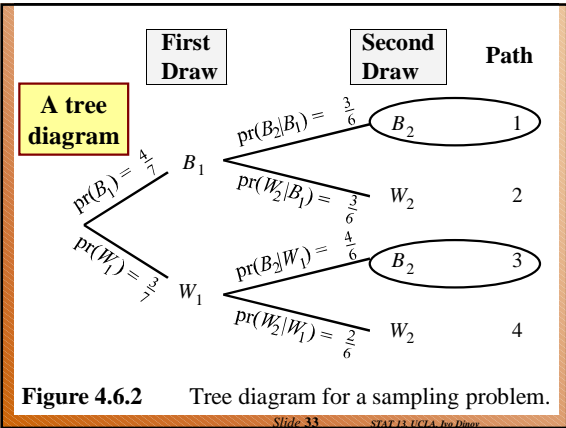 First Draw
Second Draw
Path
A tree diagram
pr(B₁) = 4/7
B₁
pr(B₂|B₁) = 3/6
B₂
1
pr(W₂|B₁) = 3/6
W₂
2
pr(W₁) = 3/7
W₁
pr(B₂|W₁) = 4/6
B₂
3
pr(W₂|W₁) = 2/6
W₂
4
Figure 4.6.2 Tree diagram for a sampling problem.
Slide 33 STAT 13, UCLA, Ivo Dinov